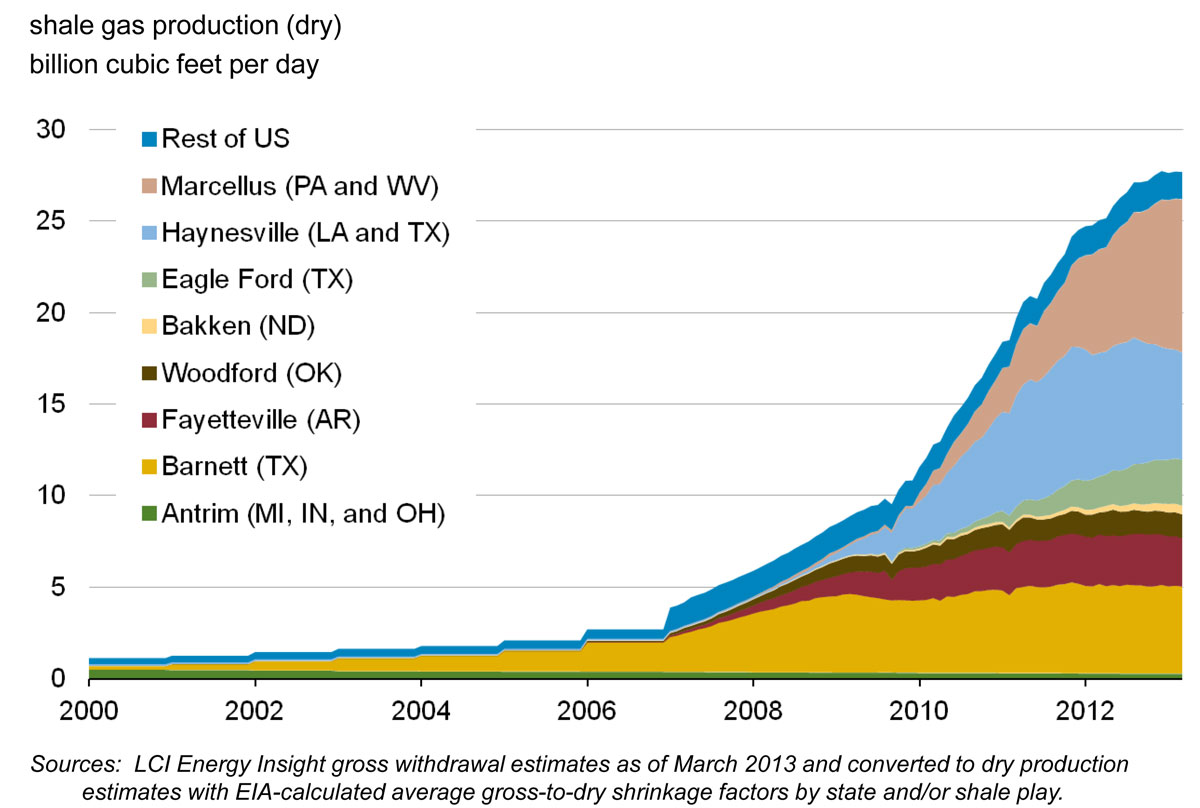 shale gas production (dry)
billion cubic feet per day
30
25
20
15
10
5
0
Rest of US
Marcellus (PA and WV)
Haynesville (LA and TX)
Eagle Ford (TX)
Bakken (ND)
Woodford (OK)
Fayetteville (AR)
Barnett (TX)
Antrim (MI, IN, and OH)
2000 2002 2004 2006 2008 2010 2012
Sources: LCI Energy Insight gross withdrawal estimates as of March 2013 and converted to dry production
estimates with EIA-calculated average gross-to-dry shrinkage factors by state and/or shale play.